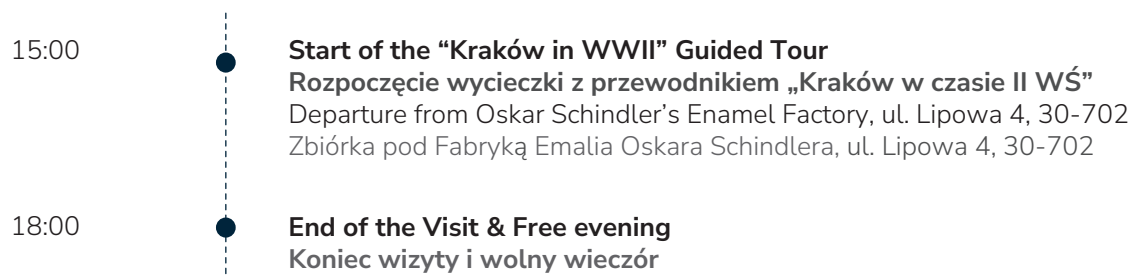 15:00
Start of the “Kraków in WWII” Guided Tour
Rozpoczęcie wycieczki z przewodnikiem „Kraków w czasie II WŚ”
Departure from Oskar Schindler’s Enamel Factory, ul. Lipowa 4, 30-702
Zbiórka pod Fabryką Emalia Oskara Schindlera, ul. Lipowa 4, 30-702
18:00
End of the Visit & Free evening
Koniec wizyty i wolny wieczór